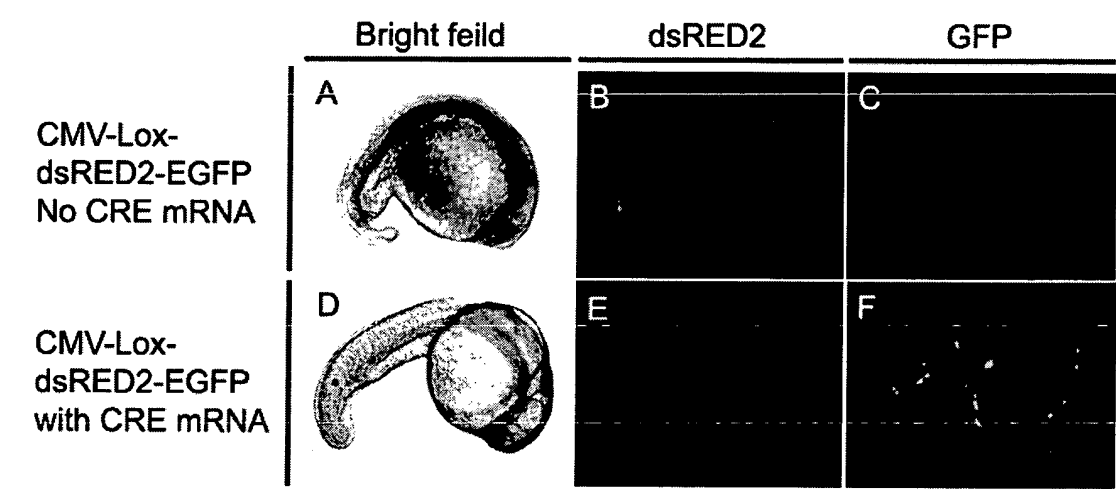 Bright feild
dsRED2
GFP
CMV-Lox-
dsRED2-EGFP
No CRE mRNA
A
B
C
CMV-Lox-
dsRED2-EGFP
with CRE mRNA
D
E
F